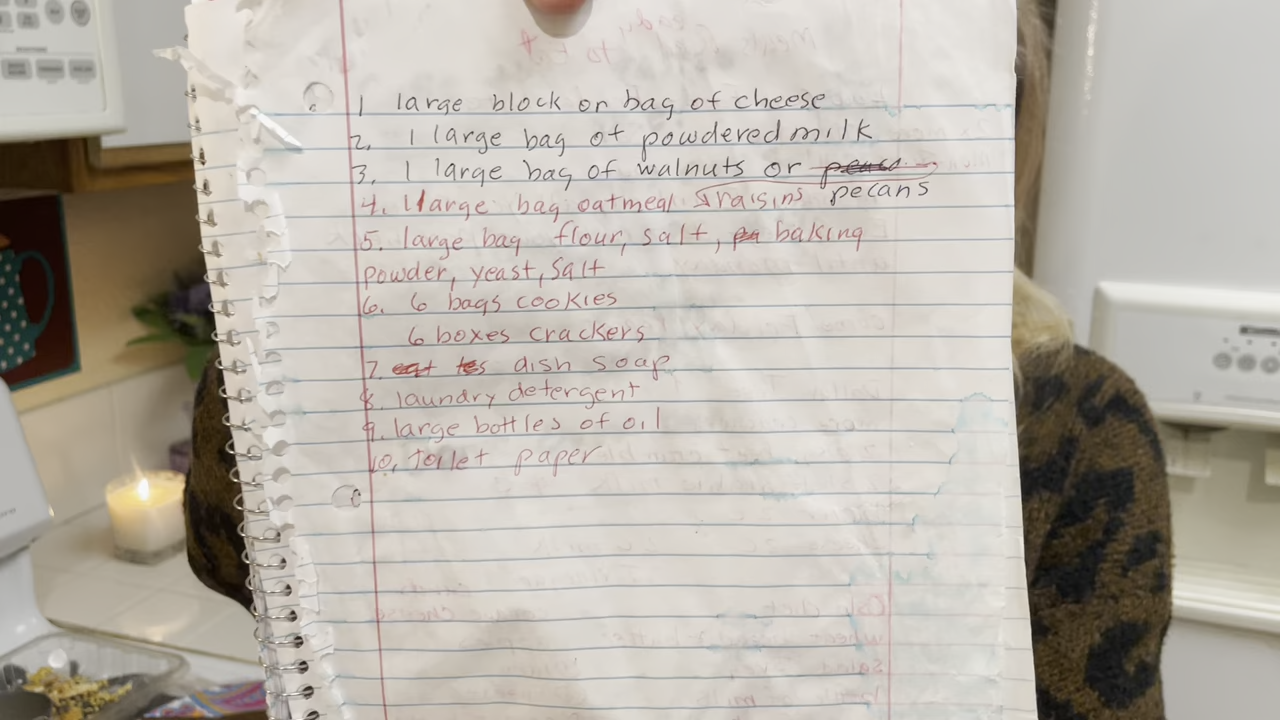 1 large block or bag of cheese
2. 1 large bag of powdered milk
3. 1 large bag of walnuts or
pecans
4. 1 large bag oatmeal raisins
5. large bag flour, salt, baking
powder, yeast, salt
6. 6 bags cookies
6 boxes crackers
7. dish soap
8. laundry detergent
9. large bottles of oil
10. toilet paper